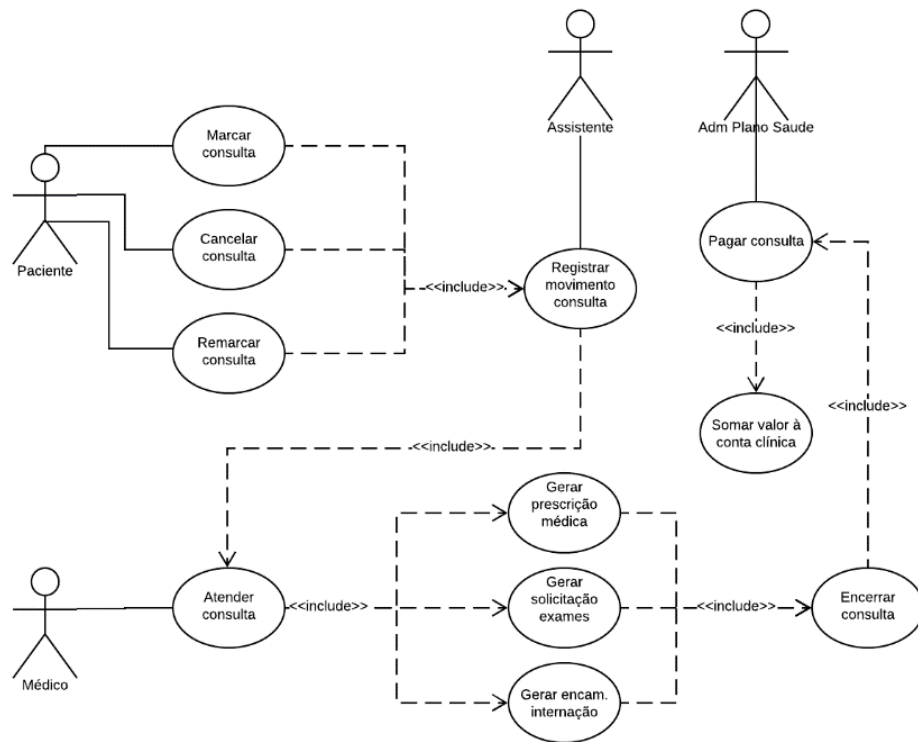 Assistente
Adm Plano Saude
Marcar
consulta
Cancelar
consulta
Remarcar
consulta
Paciente
<<include>>
Registrar
movimento
consulta
Pagar consulta
<<include>>
Somar valor à
conta clínica
<<include>>
<<include>>
Gerar
prescrição
médica
Atender
consulta
<<include>>
Gerar
solicitação
exames
<<include>>
Encerrar
consulta
Médico
Gerar encam.
internação